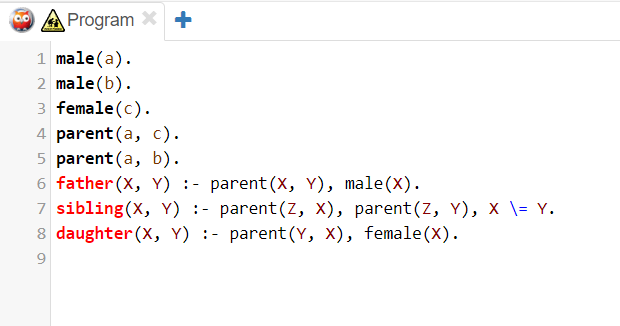 Program
1 male(a).
2 male(b).
3 female(c).
4 parent(a, c).
5 parent(a, b).
6 father(X, Y) :- parent(X, Y), male(X).
7 sibling(X, Y) :- parent(Z, X), parent(Z, Y), X \= Y.
8 daughter(X, Y) :- parent(Y, X), female(X).
9